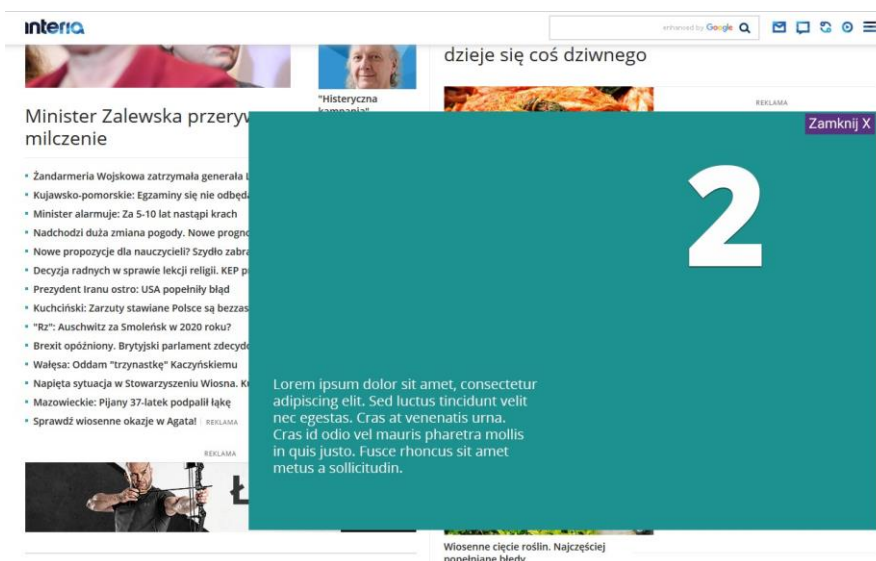 interia
enhanced by Google
dzieje się coś dziwnego
"Histeryczna
kampania"
REKLAMA
Zamknij X
Minister Zalewska przeryw
milczenie
Żandarmeria Wojskowa zatrzymała generała
Kujawsko-pomorskie: Egzaminy się nie odbędą
Minister alarmuje: Za 5-10 lat nastąpi krach
Nadchodzi duża zmiana pogody. Nowe progno
Nowe propozycje dla nauczycieli? Szydło zabra
Decyzja radnych w sprawie lekcji religii. KEP p
Prezydent Iranu ostro: USA popełniły błąd
Kuchciński: Zarzuty stawiane Polsce są bezzas
"Rz": Auschwitz za Smoleńsk w 2020 roku?
Brexit opóźniony. Brytyjski parlament zdecydo
Wałęsa: Oddam "trzynastkę" Kaczyńskiemu
Napięta sytuacja w Stowarzyszeniu Wiosna.
Mazowieckie: Pijany 37-latek podpalił łąkę
Sprawdź wiosenne okazje w Agata! | REKLAMA
REKLAMA
Ł
2
Lorem ipsum dolor sit amet, consectetur
adipiscing elit. Sed luctus tincidunt velit
nec egestas. Cras at venenatis urna.
Cras id odio vel mauris pharetra mollis
in quis justo. Fusce rhoncus sit amet
metus a sollicitudin.
Wiosenne cięcie roślin. Najczęściej
popełniane błędy